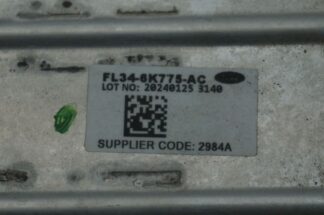 FL34-6K775-AC
LOT NO: 20240125 3140
SUPPLIER CODE: 2984A